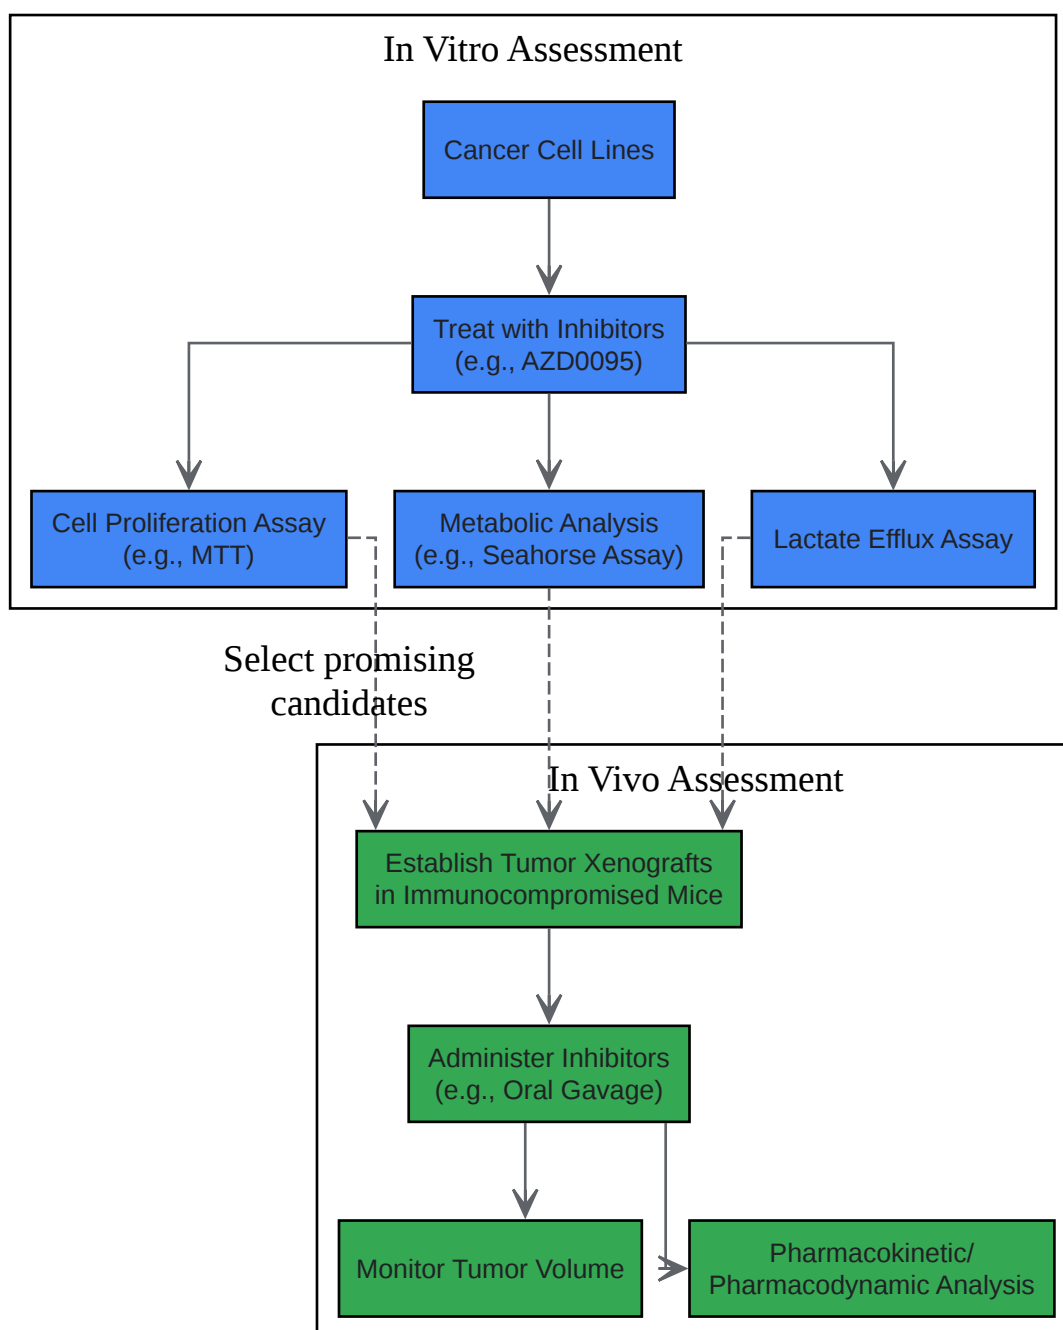 In Vitro Assessment
Cancer Cell Lines
Treat with Inhibitors
(e.g., AZD0095)
Cell Proliferation Assay
(e.g., MTT)
Metabolic Analysis
(e.g., Seahorse Assay)
Lactate Efflux Assay
Select promising
candidates
In Vivo Assessment
Establish Tumor Xenografts
in Immunocompromised Mice
Administer Inhibitors
(e.g., Oral Gavage)
Monitor Tumor Volume
Pharmacokinetic/
Pharmacodynamic Analysis